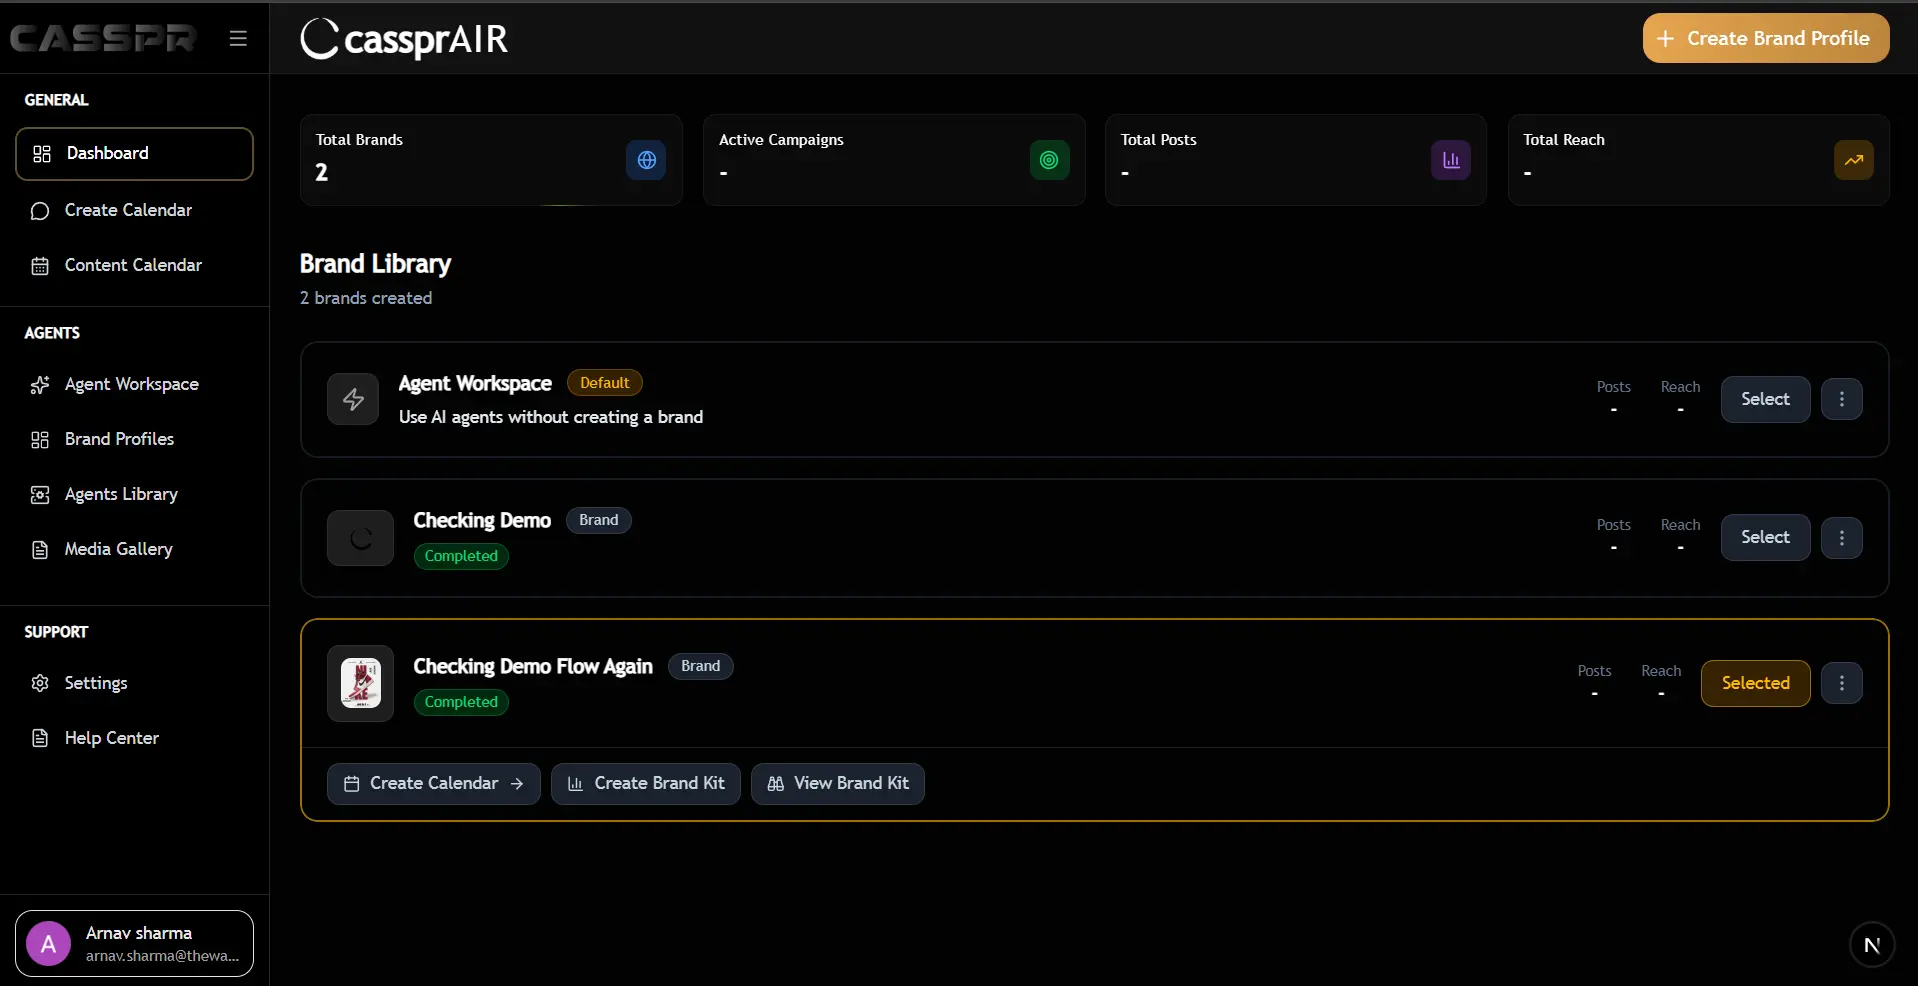 CASSPR
casspr AIR
+ Create Brand Profile
GENERAL
Dashboard
Create Calendar
Content Calendar
AGENTS
Agent Workspace
Brand Profiles
Agents Library
Media Gallery
SUPPORT
Settings
Help Center
A
Arnav sharma
arnav.sharma@thewa...
Total Brands
2
Active Campaigns
-
Total Posts
-
Total Reach
-
Brand Library
2 brands created
Agent Workspace Default
Use AI agents without creating a brand
Posts Reach
- -
Select
Checking Demo Brand
Completed
Posts Reach
- -
Select
Checking Demo Flow Again Brand
Completed
Posts Reach
- -
Selected
Create Calendar → Create Brand Kit View Brand Kit
N